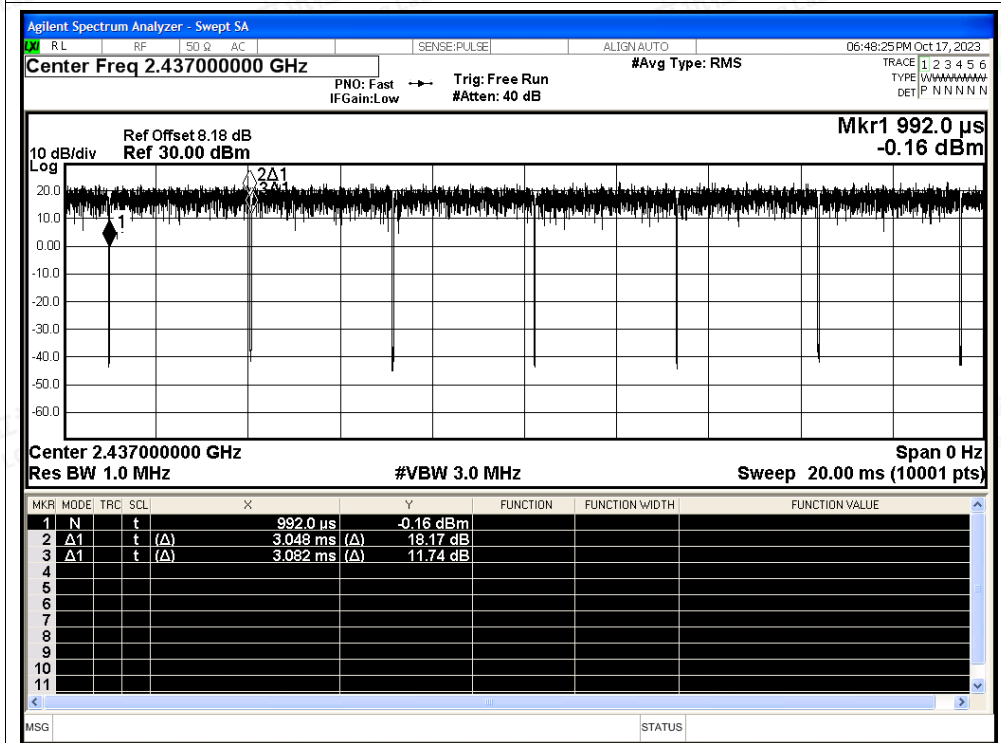 Agilent Spectrum Analyzer - Swept SA
LXI RL RF 50 Ω AC SENSE:PULSE ALIGN AUTO 06:48:25 PM Oct 17, 2023
Center Freq 2.437000000 GHz #Avg Type: RMS TRACE 1 2 3 4 5 6
PNO: Fast Trig: Free Run TYPE WWWWWW
IFGain:Low #Atten: 40 dB DET P N N N N N
Mkr1 992.0 µs
-0.16 dBm
Ref Offset 8.18 dB
10 dB/div Ref 30.00 dBm
Log
2Δ1
3Δ1
20.0
10.0
1
0.00
-10.0
-20.0
-30.0
-40.0
-50.0
-60.0
Center 2.437000000 GHz Span 0 Hz
Res BW 1.0 MHz #VBW 3.0 MHz Sweep 20.00 ms (10001 pts)
MKR MODE TRC SCL X Y FUNCTION FUNCTION WIDTH FUNCTION VALUE
1 N t 992.0 µs -0.16 dBm
2 Δ1 t (Δ) 3.048 ms (Δ) 18.17 dB
3 Δ1 t (Δ) 3.082 ms (Δ) 11.74 dB
4
5
6
7
8
9
10
11
MSG STATUS